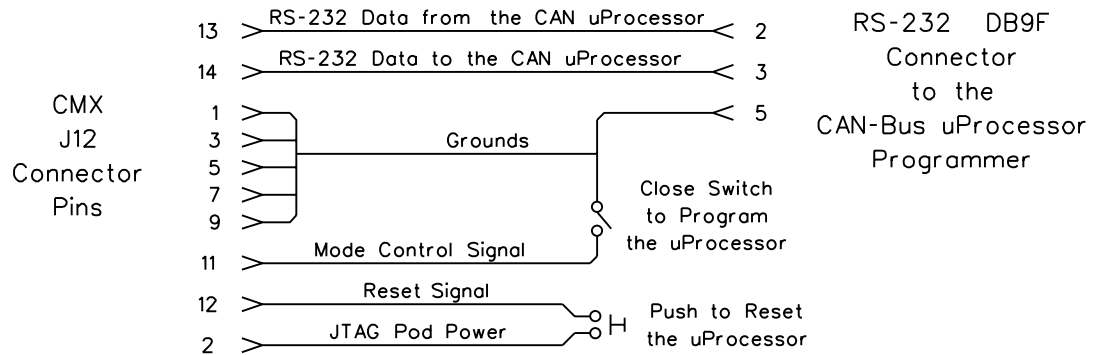 13 RS-232 Data from the CAN uProcessor 2
14 RS-232 Data to the CAN uProcessor 3
CMX
J12
Connector
Pins
1
3
5
7
9
Grounds
5
RS-232 DB9F
Connector
to the
CAN-Bus uProcessor
Programmer
Close Switch
to Program
the uProcessor
11 Mode Control Signal
12 Reset Signal
2 JTAG Pod Power
Push to Reset
the uProcessor